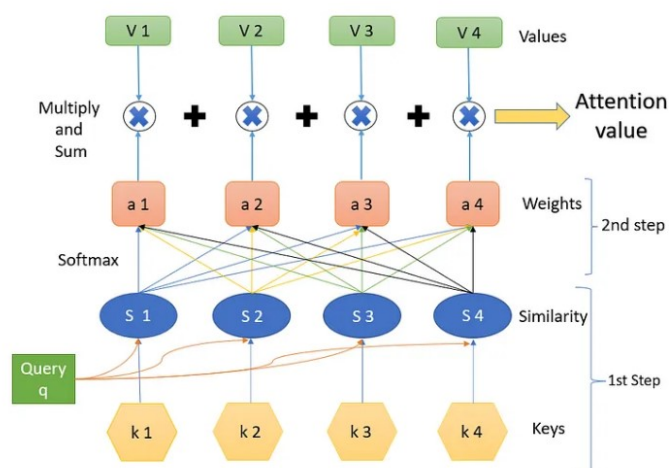 V 1
V 2
V 3
V 4
Values
Multiply
and
Sum
Attention
value
a 1
a 2
a 3
a 4
Weights
2nd step
Softmax
S 1
S 2
S 3
S 4
Similarity
Query
q
1st Step
k 1
k 2
k 3
k 4
Keys